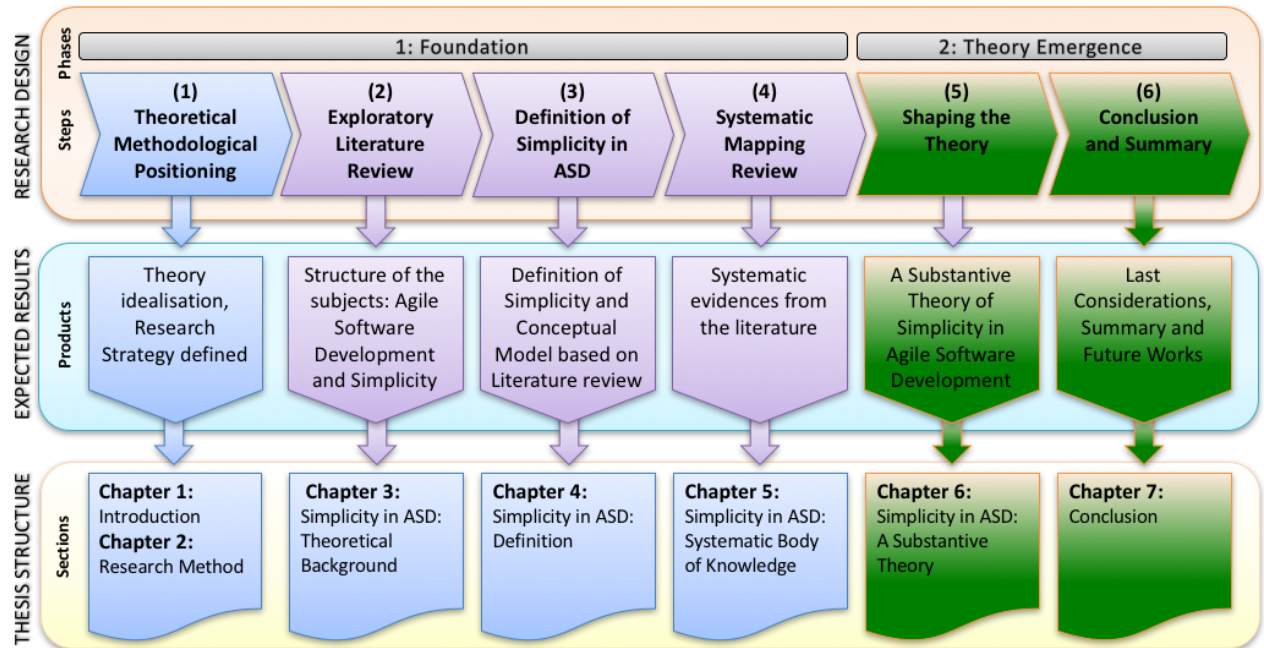 RESEARCH DESIGN
Phases
1: Foundation
2: Theory Emergence
Steps
(1)
Theoretical
Methodological
Positioning
(2)
Exploratory
Literature
Review
(3)
Definition of
Simplicity in
ASD
(4)
Systematic
Mapping
Review
(5)
Shaping the
Theory
(6)
Conclusion
and Summary
EXPECTED RESULTS
Products
Theory
idealisation,
Research
Strategy defined
Structure of the
subjects: Agile
Software
Development
and Simplicity
Definition of
Simplicity and
Conceptual
Model based on
Literature review
Systematic
evidences from
the literature
A Substantive
Theory of
Simplicity in
Agile Software
Development
Last
Considerations,
Summary and
Future Works
THESIS STRUCTURE
Sections
Chapter 1:
Introduction
Chapter 2:
Research Method
Chapter 3:
Simplicity in ASD:
Theoretical
Background
Chapter 4:
Simplicity in ASD:
Definition
Chapter 5:
Simplicity in ASD:
Systematic Body
of Knowledge
Chapter 6:
Simplicity in ASD:
A Substantive
Theory
Chapter 7:
Conclusion